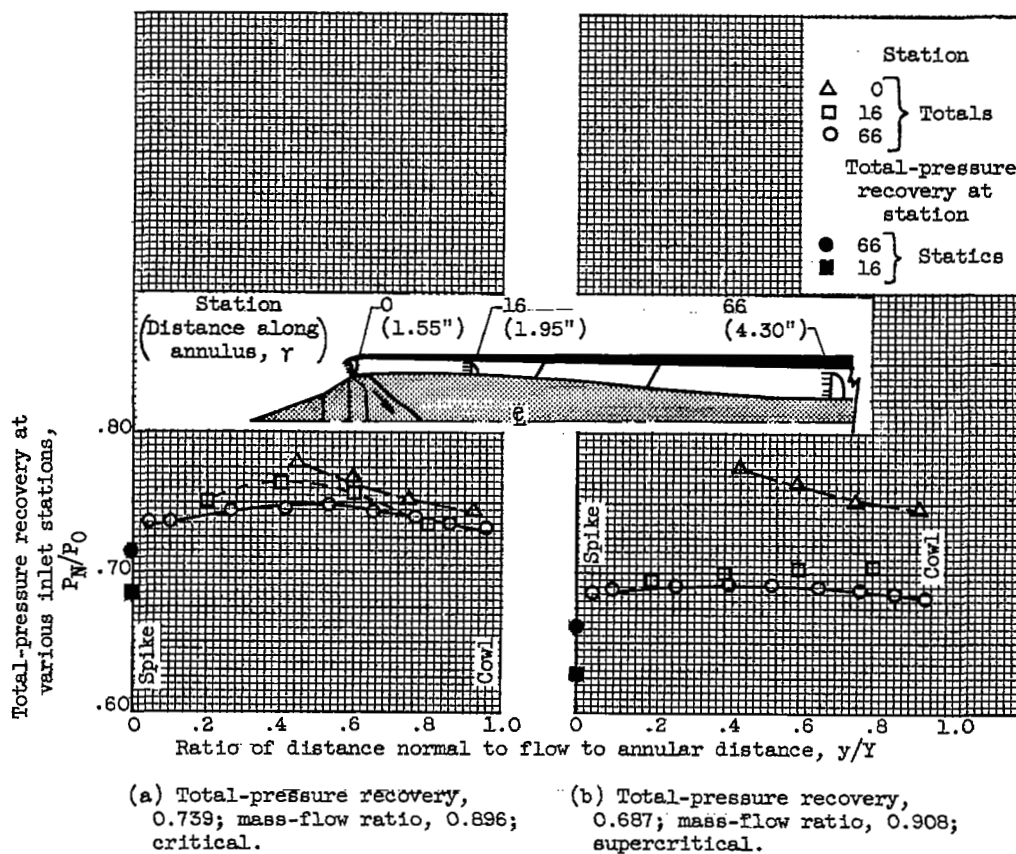 Station
0
16
66
Totals
Total-pressure
recovery at
station
66
16
Statics
Station
(Distance along
annulus, γ)
0
(1.55")
16
(1.95")
66
(4.30")
℄
Total-pressure recovery at
various inlet stations,
P_N/P_0
.80
.70
.60
Spike
Cowl
Spike
Cowl
0 .2 .4 .6 .8 1.0
0 .2 .4 .6 .8 1.0
Ratio of distance normal to flow to annular distance, y/Y
(a) Total-pressure recovery,
0.739; mass-flow ratio, 0.896;
critical.
(b) Total-pressure recovery,
0.687; mass-flow ratio, 0.908;
supercritical.